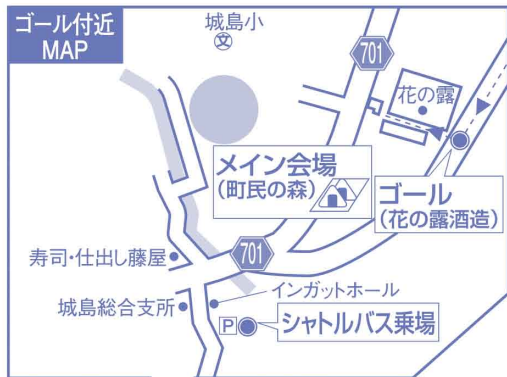 ゴール付近
MAP
城島小
文
701
花の露
メイン会場
(町民の森)
ゴール
(花の露酒造)
701
寿司・仕出し藤屋
インガットホール
城島総合支所
P
シャトルバス乗場